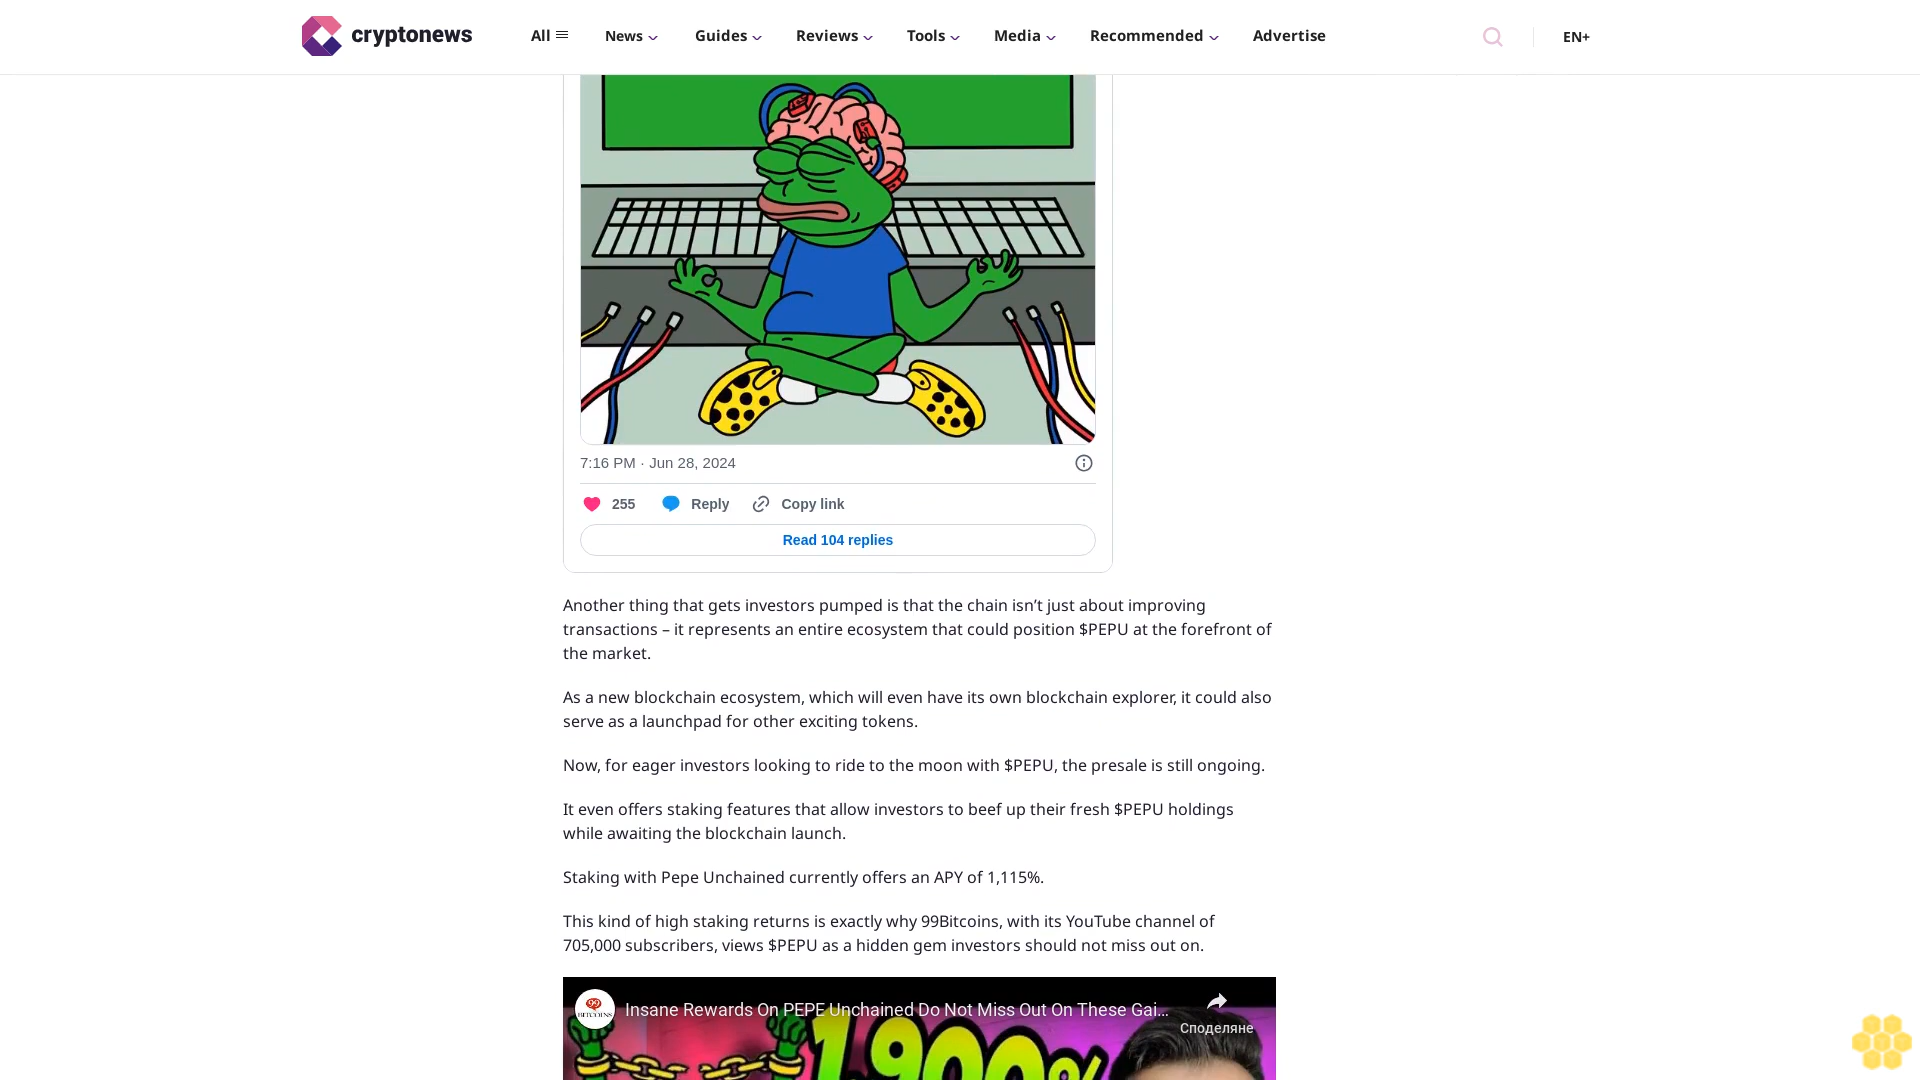 cryptonews
All
News
Guides
Reviews
Tools
Media
Recommended
Advertise
EN+
7:16 PM · Jun 28, 2024
255
Reply
Copy link
Read 104 replies
Another thing that gets investors pumped is that the chain isn’t just about improving
transactions – it represents an entire ecosystem that could position $PEPU at the forefront of
the market.
As a new blockchain ecosystem, which will even have its own blockchain explorer, it could also
serve as a launchpad for other exciting tokens.
Now, for eager investors looking to ride to the moon with $PEPU, the presale is still ongoing.
It even offers staking features that allow investors to beef up their fresh $PEPU holdings
while awaiting the blockchain launch.
Staking with Pepe Unchained currently offers an APY of 1,115%.
This kind of high staking returns is exactly why 99Bitcoins, with its YouTube channel of
705,000 subscribers, views $PEPU as a hidden gem investors should not miss out on.
99
BITCOINS
Insane Rewards On PEPE Unchained Do Not Miss Out On These Gai...
Споделяне
1,900%